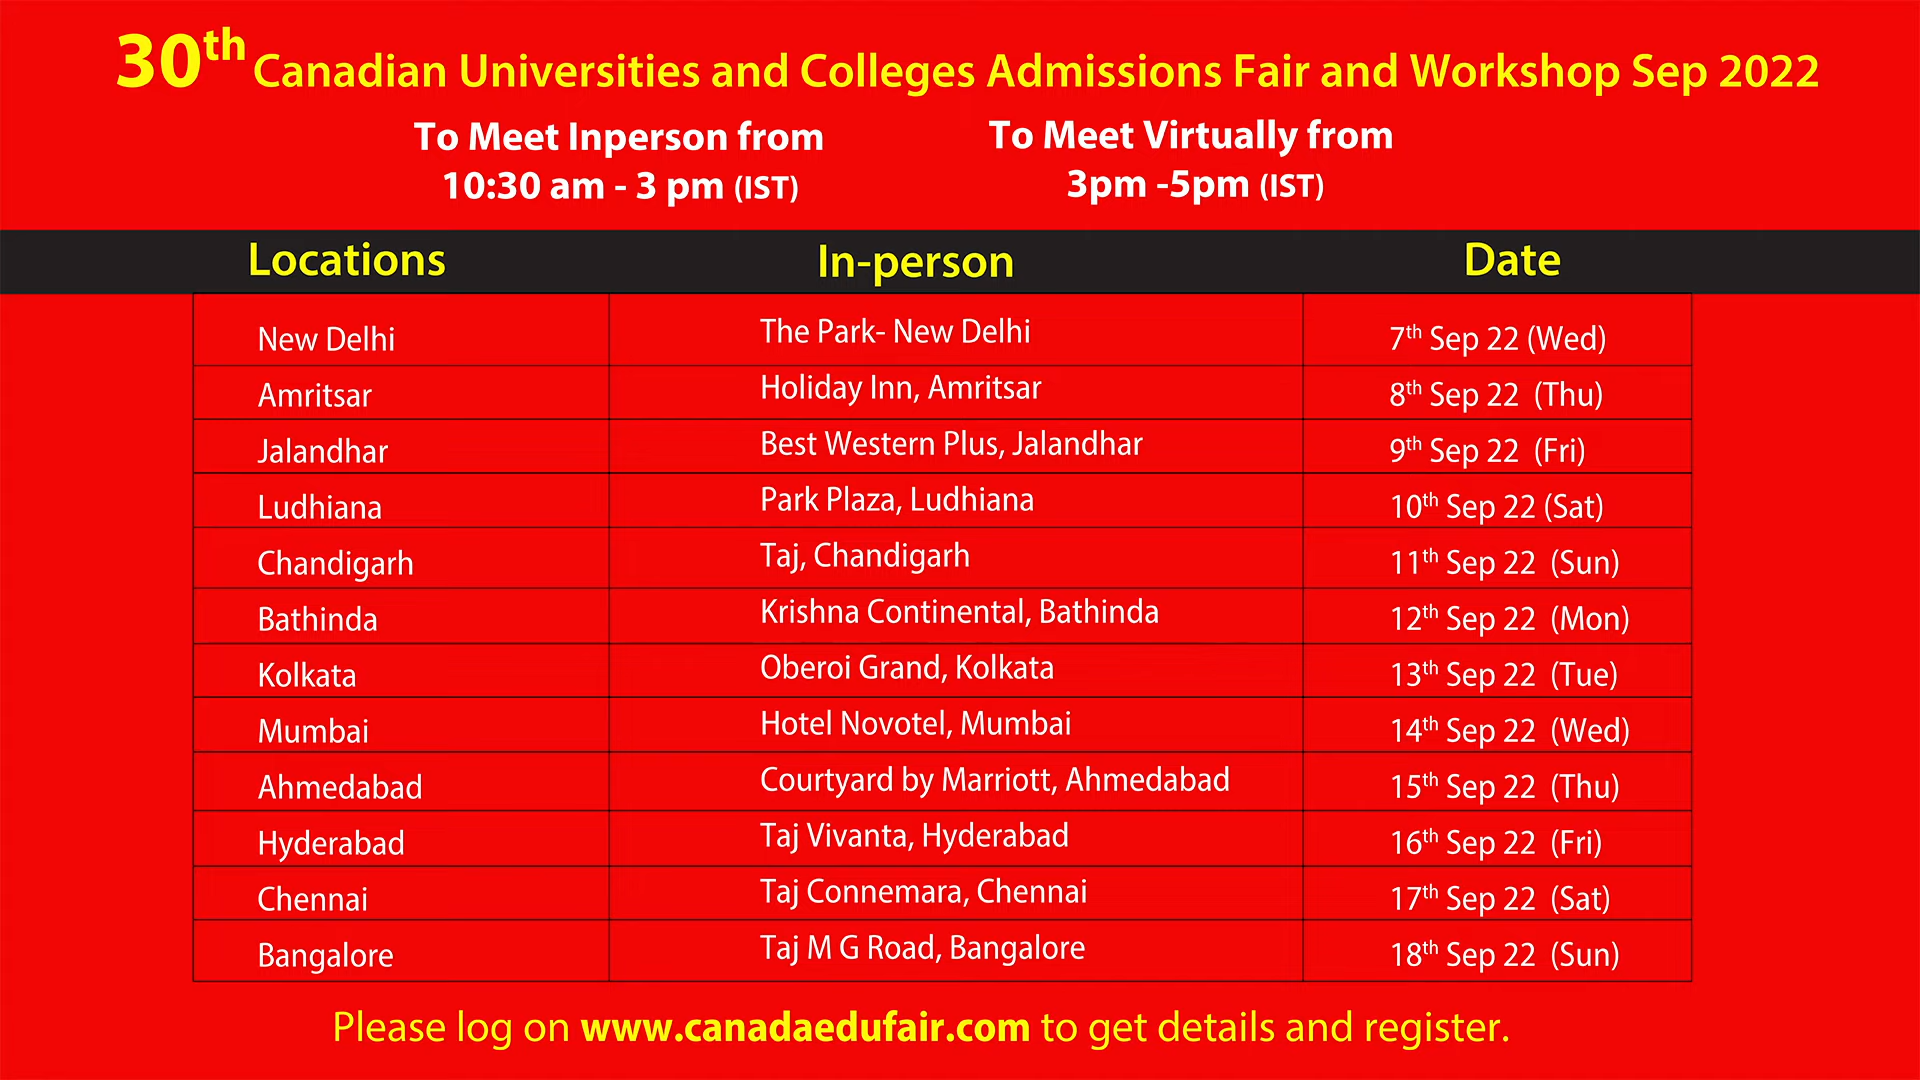 30th Canadian Universities and Colleges Admissions Fair and Workshop Sep 2022
To Meet Inperson from
10:30 am - 3 pm (IST)
To Meet Virtually from
3pm -5pm (IST)
Locations In-person Date
New Delhi The Park- New Delhi 7th Sep 22 (Wed)
Amritsar Holiday Inn, Amritsar 8th Sep 22 (Thu)
Jalandhar Best Western Plus, Jalandhar 9th Sep 22 (Fri)
Ludhiana Park Plaza, Ludhiana 10th Sep 22 (Sat)
Chandigarh Taj, Chandigarh 11th Sep 22 (Sun)
Bathinda Krishna Continental, Bathinda 12th Sep 22 (Mon)
Kolkata Oberoi Grand, Kolkata 13th Sep 22 (Tue)
Mumbai Hotel Novotel, Mumbai 14th Sep 22 (Wed)
Ahmedabad Courtyard by Marriott, Ahmedabad 15th Sep 22 (Thu)
Hyderabad Taj Vivanta, Hyderabad 16th Sep 22 (Fri)
Chennai Taj Connemara, Chennai 17th Sep 22 (Sat)
Bangalore Taj M G Road, Bangalore 18th Sep 22 (Sun)
Please log on www.canadaedufair.com to get details and register.